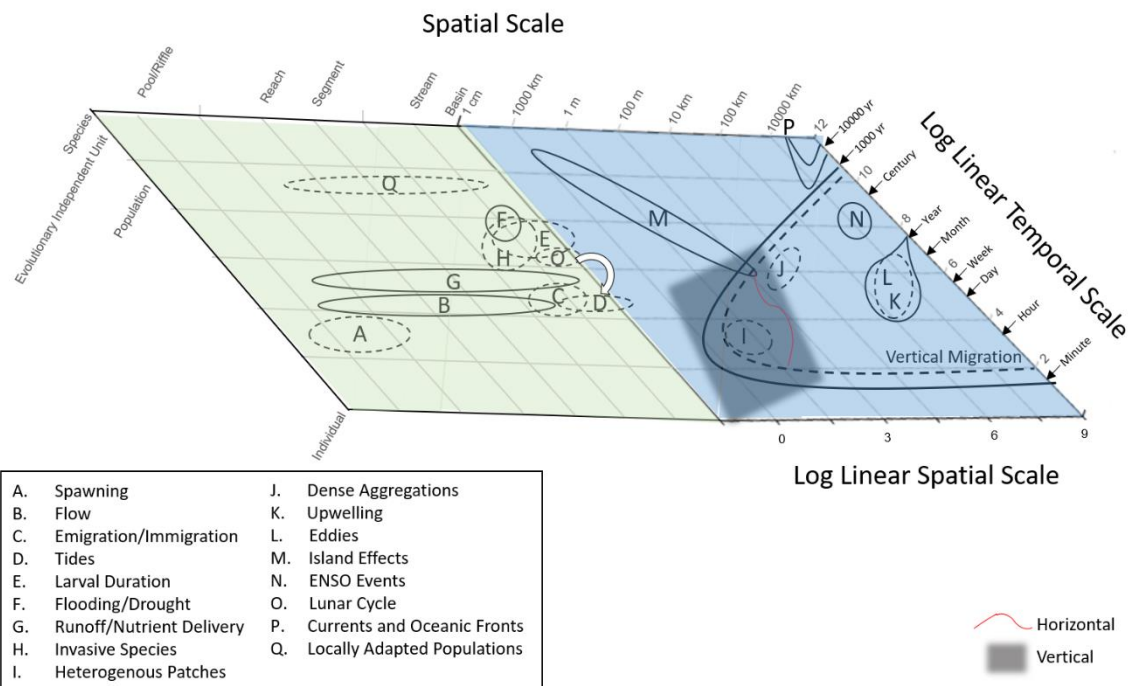 Spatial Scale
Pool/Riffle
Reach
Segment
Stream
Basin
1 cm
1000 km
1 m
100 m
10 km
100 km
10000 km
P
12
10000 yr
1000 yr
10
Century
8
Year
Month
6
Week
Day
4
Hour
2
Minute
Log Linear Temporal Scale
Species
Evolutionary Independent Unit
Population
Individual
Q
F
E
H
O
G
C
D
B
A
M
N
J
L
K
I
Vertical Migration
0
3
6
9
Log Linear Spatial Scale
A. Spawning
B. Flow
C. Emigration/Immigration
D. Tides
E. Larval Duration
F. Flooding/Drought
G. Runoff/Nutrient Delivery
H. Invasive Species
I. Heterogenous Patches
J. Dense Aggregations
K. Upwelling
L. Eddies
M. Island Effects
N. ENSO Events
O. Lunar Cycle
P. Currents and Oceanic Fronts
Q. Locally Adapted Populations
Horizontal
Vertical